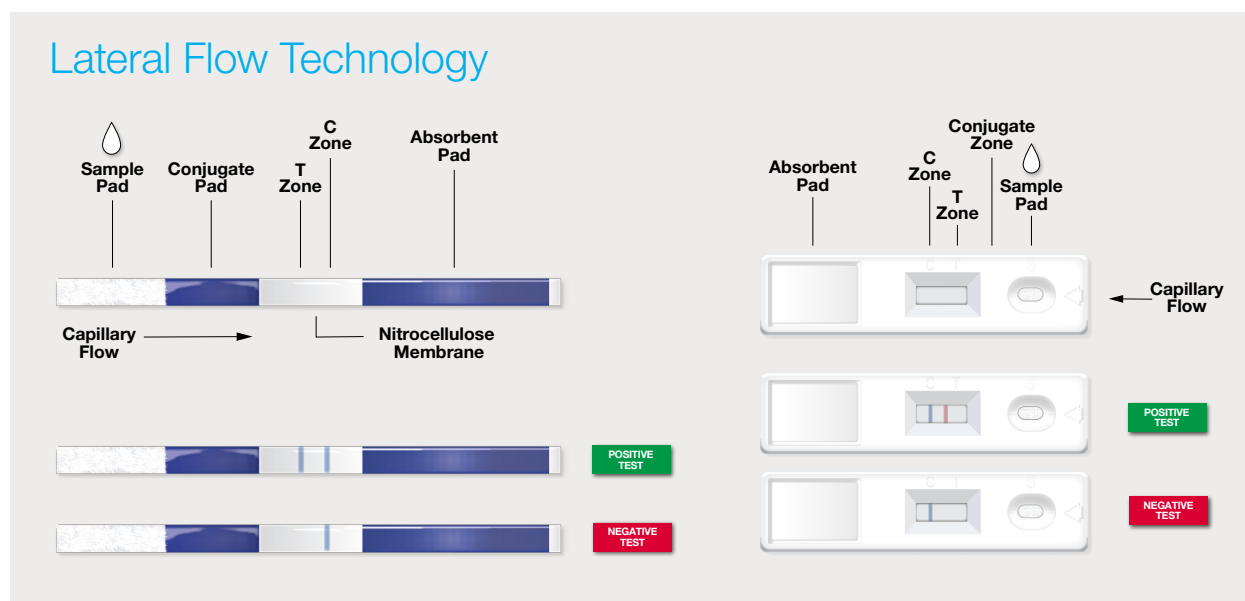 Lateral Flow Technology
Sample
Pad
Conjugate
Pad
T
Zone
C
Zone
Absorbent
Pad
Capillary
Flow
Nitrocellulose
Membrane
POSITIVE
TEST
NEGATIVE
TEST
Absorbent
Pad
C
Zone
T
Zone
Conjugate
Zone
Sample
Pad
C T S
Capillary
Flow
C T S
POSITIVE
TEST
C T S
NEGATIVE
TEST